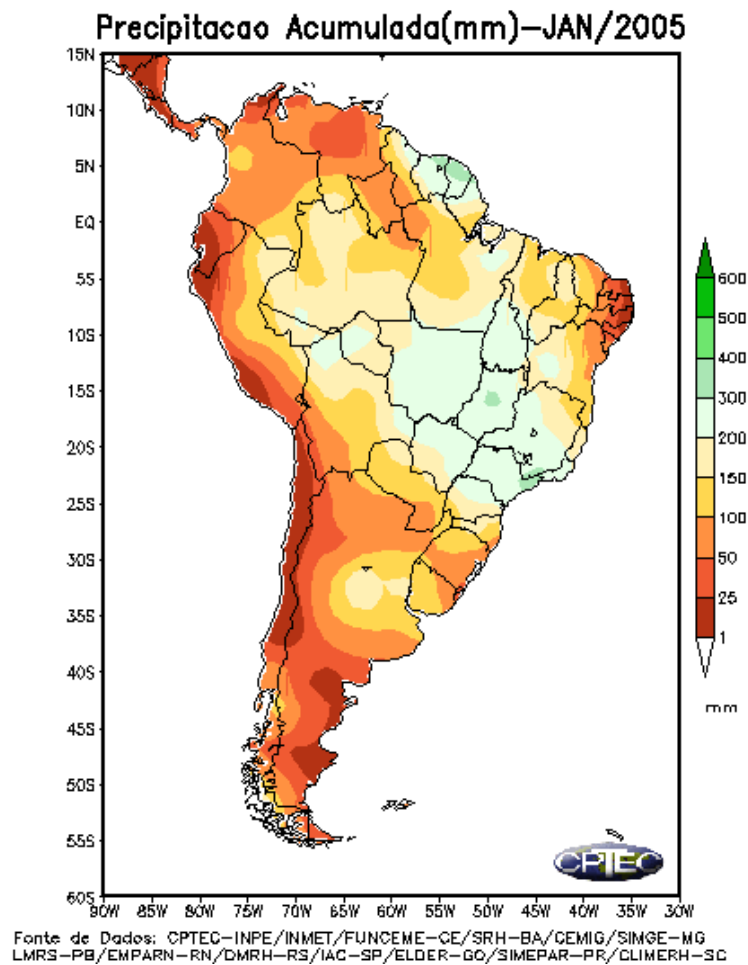 Precipitacao Acumulada(mm)-JAN/2005
15N
10N
5N
EQ
5S
10S
15S
20S
25S
30S
35S
40S
45S
50S
55S
60S
90W 85W 80W 75W 70W 65W 60W 55W 50W 45W 40W 35W 30W
600
500
400
300
200
150
100
50
25
1
mm
CPTEC
Fonte de Dados: CPTEC-INPE/INMET/FUNCEME-CE/SRH-BA/CEMIG/SIMGE-MG
LMRS-PB/EMPARN-RN/DMRH-RS/IAC-SP/ELDER-GO/SIMEPAR-PR/CLIMERH-SC